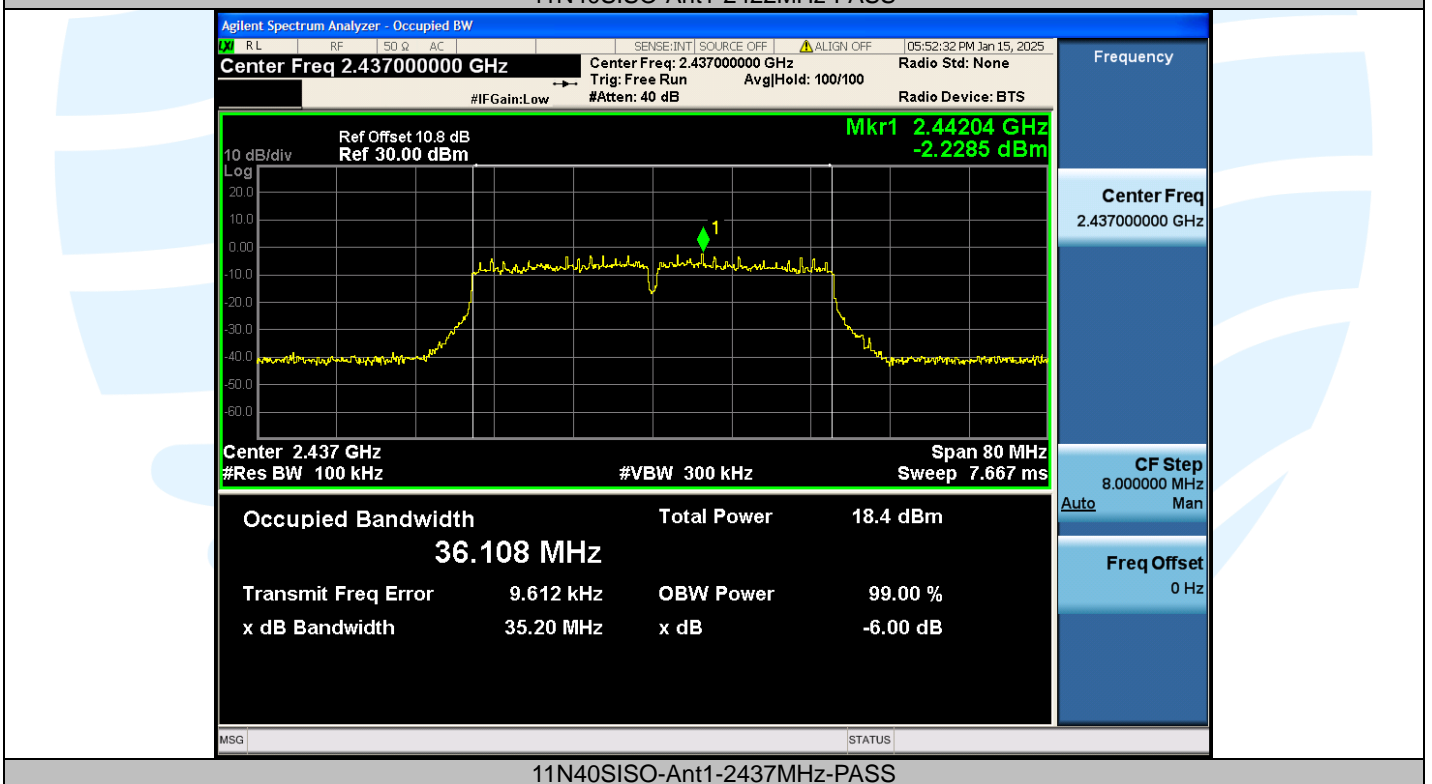 11N40SISO-Ant1-2422MHz-PASS
Agilent Spectrum Analyzer - Occupied BW
LXI RL RF 50 Ω AC SENSE:INT SOURCE OFF ALIGN OFF 05:52:32 PM Jan 15, 2025
Center Freq 2.437000000 GHz Center Freq: 2.437000000 GHz Radio Std: None
Trig: Free Run Avg|Hold: 100/100
#IFGain:Low #Atten: 40 dB Radio Device: BTS
Frequency
Mkr1 2.44204 GHz
-2.2285 dBm
Ref Offset 10.8 dB
10 dB/div Ref 30.00 dBm
Log
20.0
10.0
0.00
-10.0
-20.0
-30.0
-40.0
-50.0
-60.0
1
Center 2.437 GHz Span 80 MHz
#Res BW 100 kHz #VBW 300 kHz Sweep 7.667 ms
Occupied Bandwidth Total Power 18.4 dBm
36.108 MHz
Transmit Freq Error 9.612 kHz OBW Power 99.00 %
x dB Bandwidth 35.20 MHz x dB -6.00 dB
Center Freq
2.437000000 GHz
CF Step
8.000000 MHz
Auto Man
Freq Offset
0 Hz
MSG STATUS
11N40SISO-Ant1-2437MHz-PASS